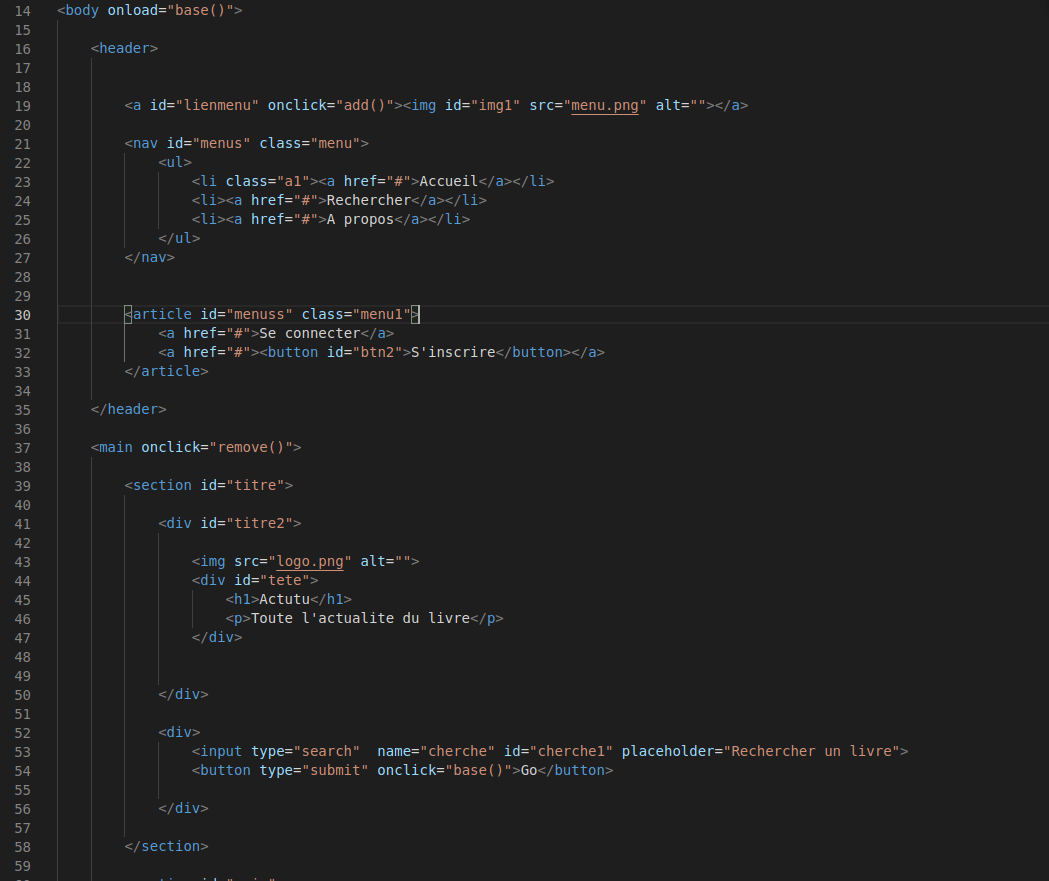 14 <body onload="base()">
15
16 <header>
17
18
19 <a id="lienmenu" onclick="add()"><img id="img1" src="menu.png" alt=""></a>
20
21 <nav id="menus" class="menu">
22 <ul>
23 <li class="a1"><a href="#">Accueil</a></li>
24 <li><a href="#">Rechercher</a></li>
25 <li><a href="#">A propos</a></li>
26 </ul>
27 </nav>
28
29
30 <article id="menuss" class="menu1">
31 <a href="#">Se connecter</a>
32 <a href="#"><button id="btn2">S'inscrire</button></a>
33 </article>
34
35 </header>
36
37 <main onclick="remove()">
38
39 <section id="titre">
40
41 <div id="titre2">
42
43 <img src="logo.png" alt="">
44 <div id="tete">
45 <h1>Actutu</h1>
46 <p>Toute l'actualite du livre</p>
47 </div>
48
49
50 </div>
51
52 <div>
53 <input type="search"  name="cherche" id="cherche1" placeholder="Rechercher un livre">
54 <button type="submit" onclick="base()">Go</button>
55
56 </div>
57
58 </section>
59